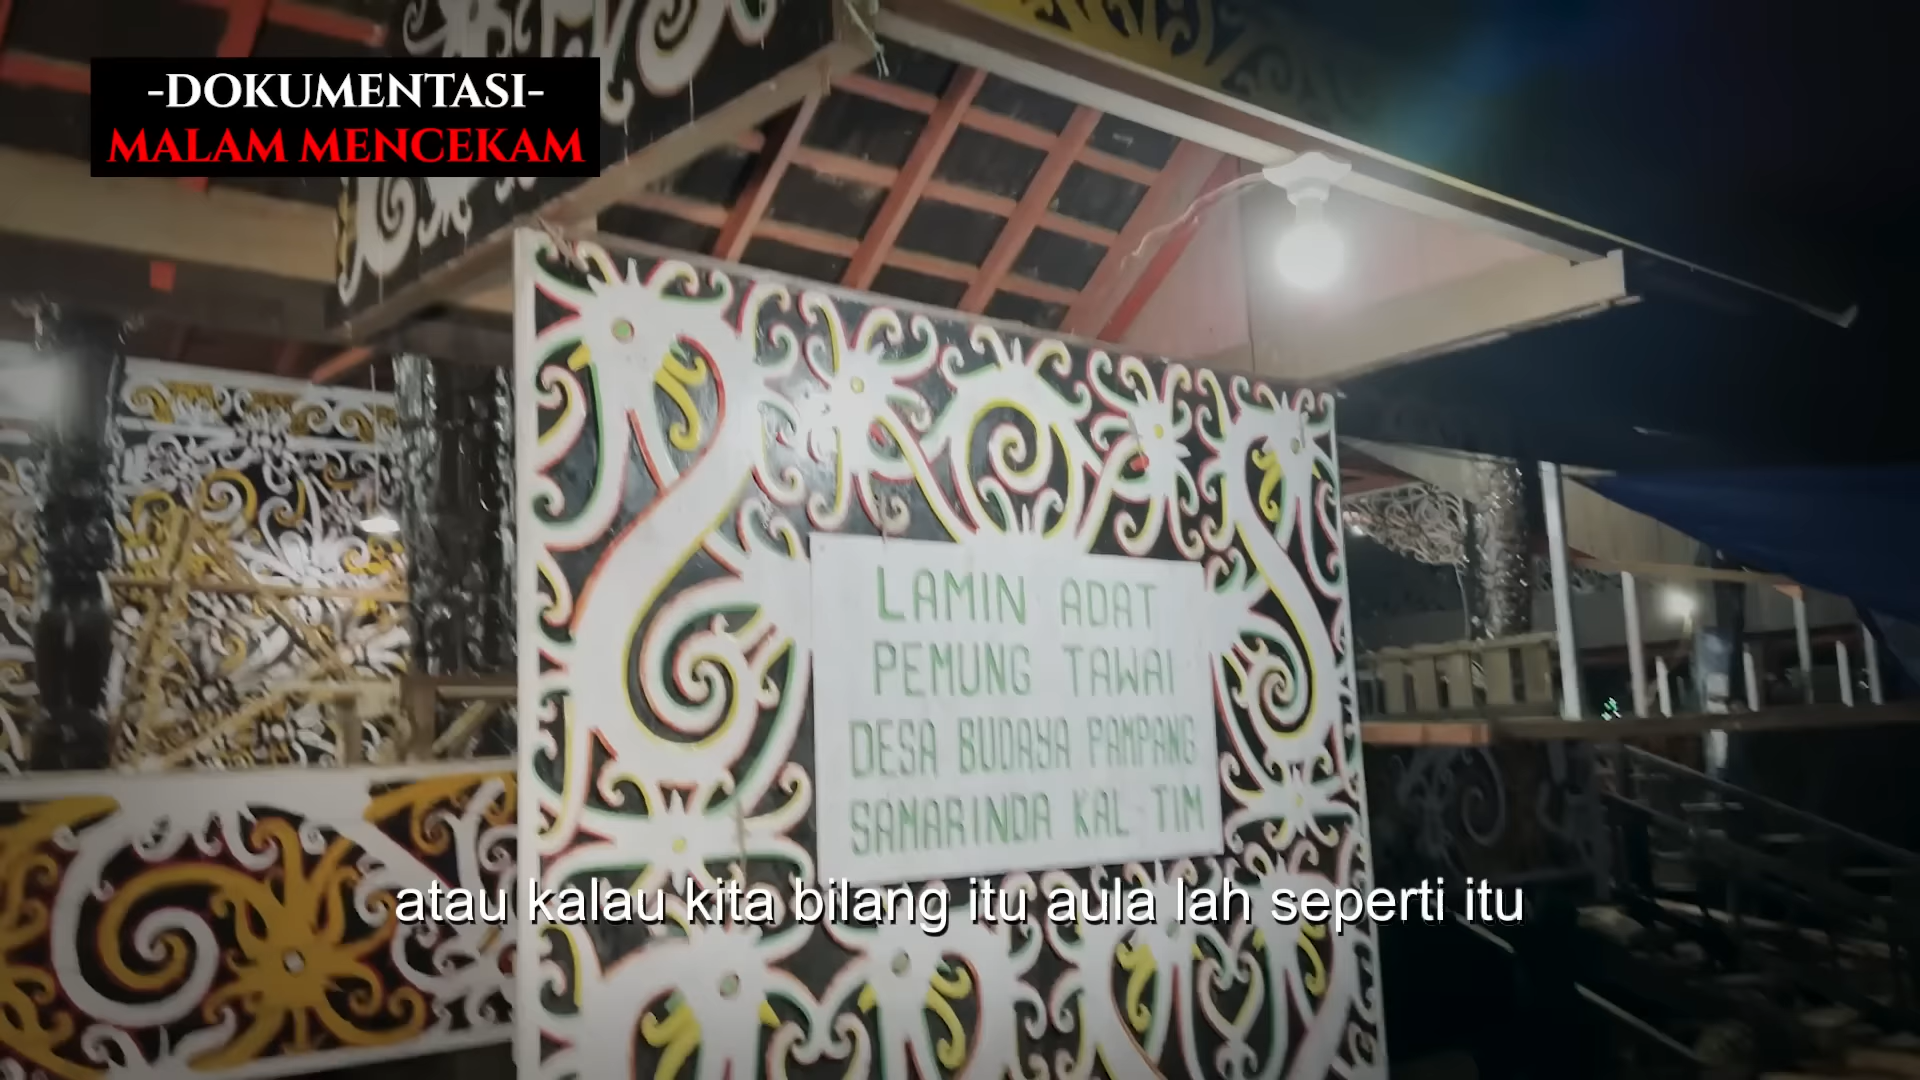 -DOKUMENTASI-
MALAM MENCEKAM
LAMIN ADAT
PEMUNG TAWAI
DESA BUDAYA PAMPANG
SAMARINDA KAL TIM
atau kalau kita bilang itu aula lah seperti itu